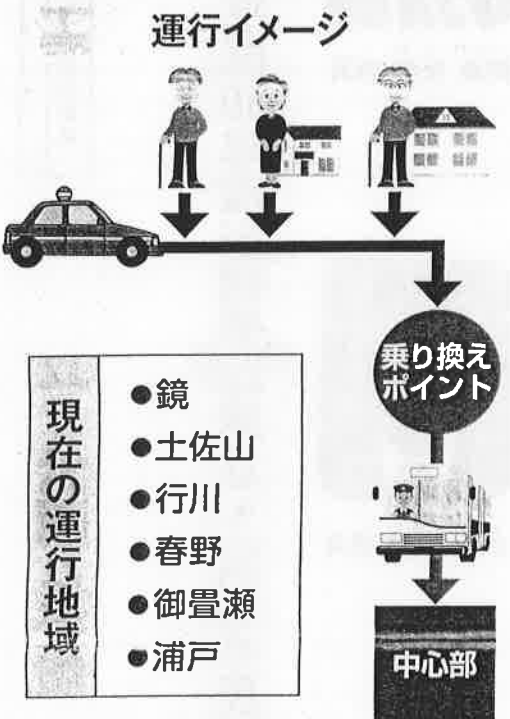 運行イメージ
乗り換え
ポイント
現在の運行地域
●鏡
●土佐山
●行川
●春野
●御畳瀬
●浦戸
中心部